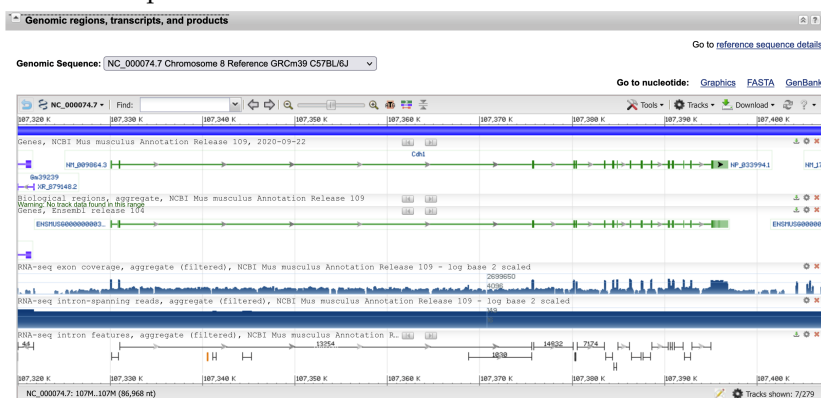 Genomic regions, transcripts, and products
Go to reference sequence details
Genomic Sequence: NC_000074.7 Chromosome 8 Reference GRCm39 C57BL/6J
Go to nucleotide: Graphics FASTA GenBank
NC_000074.7 Find: Tools Tracks Download ?
107,320 K 107,330 K 107,340 K 107,350 K 107,360 K 107,370 K 107,380 K 107,390 K 107,400 K
Genes, NCBI Mus musculus Annotation Release 109, 2020-09-22
Cdh1
NM_009864.3 NP_033994.1 NM_17
Gm39239
XR_879148.2
Biological regions, aggregate, NCBI Mus musculus Annotation Release 109
Warning: No track data found in this range
Genes, Ensembl release 104
ENSMUSG000000003... ENSMUSG00000
RNA-seq exon coverage, aggregate (filtered), NCBI Mus musculus Annotation Release 109 - log base 2 scaled
2699650
4096
RNA-seq intron-spanning reads, aggregate (filtered), NCBI Mus musculus Annotation Release 109 - log base 2 scaled
RNA-seq intron features, aggregate (filtered), NCBI Mus musculus Annotation R...
44 13254 14932 7174
1030
107,320 K 107,330 K 107,340 K 107,350 K 107,360 K 107,370 K 107,380 K 107,390 K 107,400 K
NC_000074.7: 107M..107M (86,968 nt) Tracks shown: 7/279